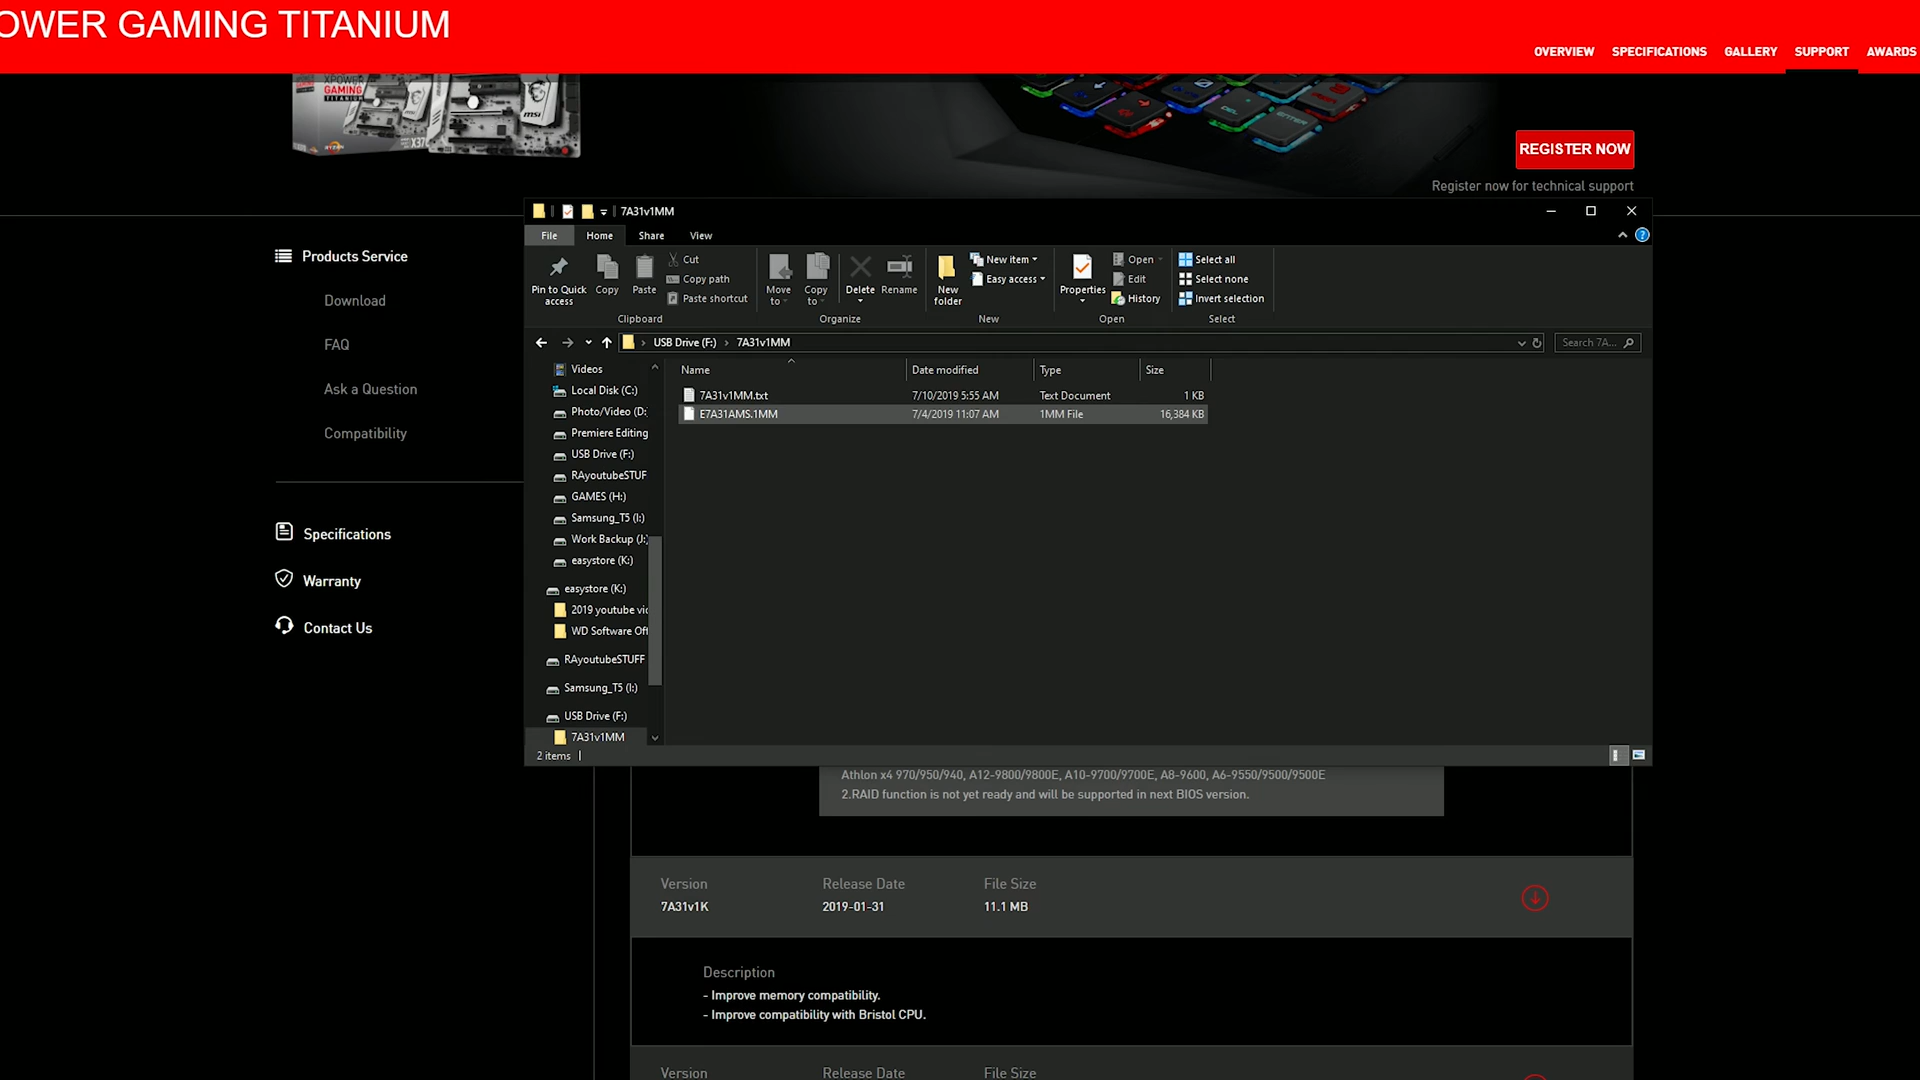 OWER GAMING TITANIUM
OVERVIEW SPECIFICATIONS GALLERY SUPPORT AWARDS
XPOWER
GAMING
TITANIUM
msi
RYZEN
X37
DEL
ENTER
REGISTER NOW
Register now for technical support
Products Service
Download
FAQ
Ask a Question
Compatibility
Specifications
Warranty
Contact Us
7A31v1MM
File Home Share View
Pin to Quick access
Copy
Paste
Cut
Copy path
Paste shortcut
Clipboard
Move to
Copy to
Delete
Rename
Organize
New folder
New item
Easy access
New
Properties
Open
Edit
History
Open
Select all
Select none
Invert selection
Select
USB Drive (F:) › 7A31v1MM
Search 7A...
Videos
Local Disk (C:)
Photo/Video (D:
Premiere Editing
USB Drive (F:)
RAyoutubeSTUF
GAMES (H:)
Samsung_T5 (I:)
Work Backup (J:)
easystore (K:)
easystore (K:)
2019 youtube vic
WD Software Off
RAyoutubeSTUFF
Samsung_T5 (I:)
USB Drive (F:)
7A31v1MM
Name Date modified Type Size
7A31v1MM.txt 7/10/2019 5:55 AM Text Document 1 KB
E7A31AMS.1MM 7/4/2019 11:07 AM 1MM File 16,384 KB
2 items
Athlon x4 970/950/940, A12-9800/9800E, A10-9700/9700E, A8-9600, A6-9550/9500/9500E
2.RAID function is not yet ready and will be supported in next BIOS version.
Version Release Date File Size
7A31v1K 2019-01-31 11.1 MB
Description
- Improve memory compatibility.
- Improve compatibility with Bristol CPU.
Version Release Date File Size